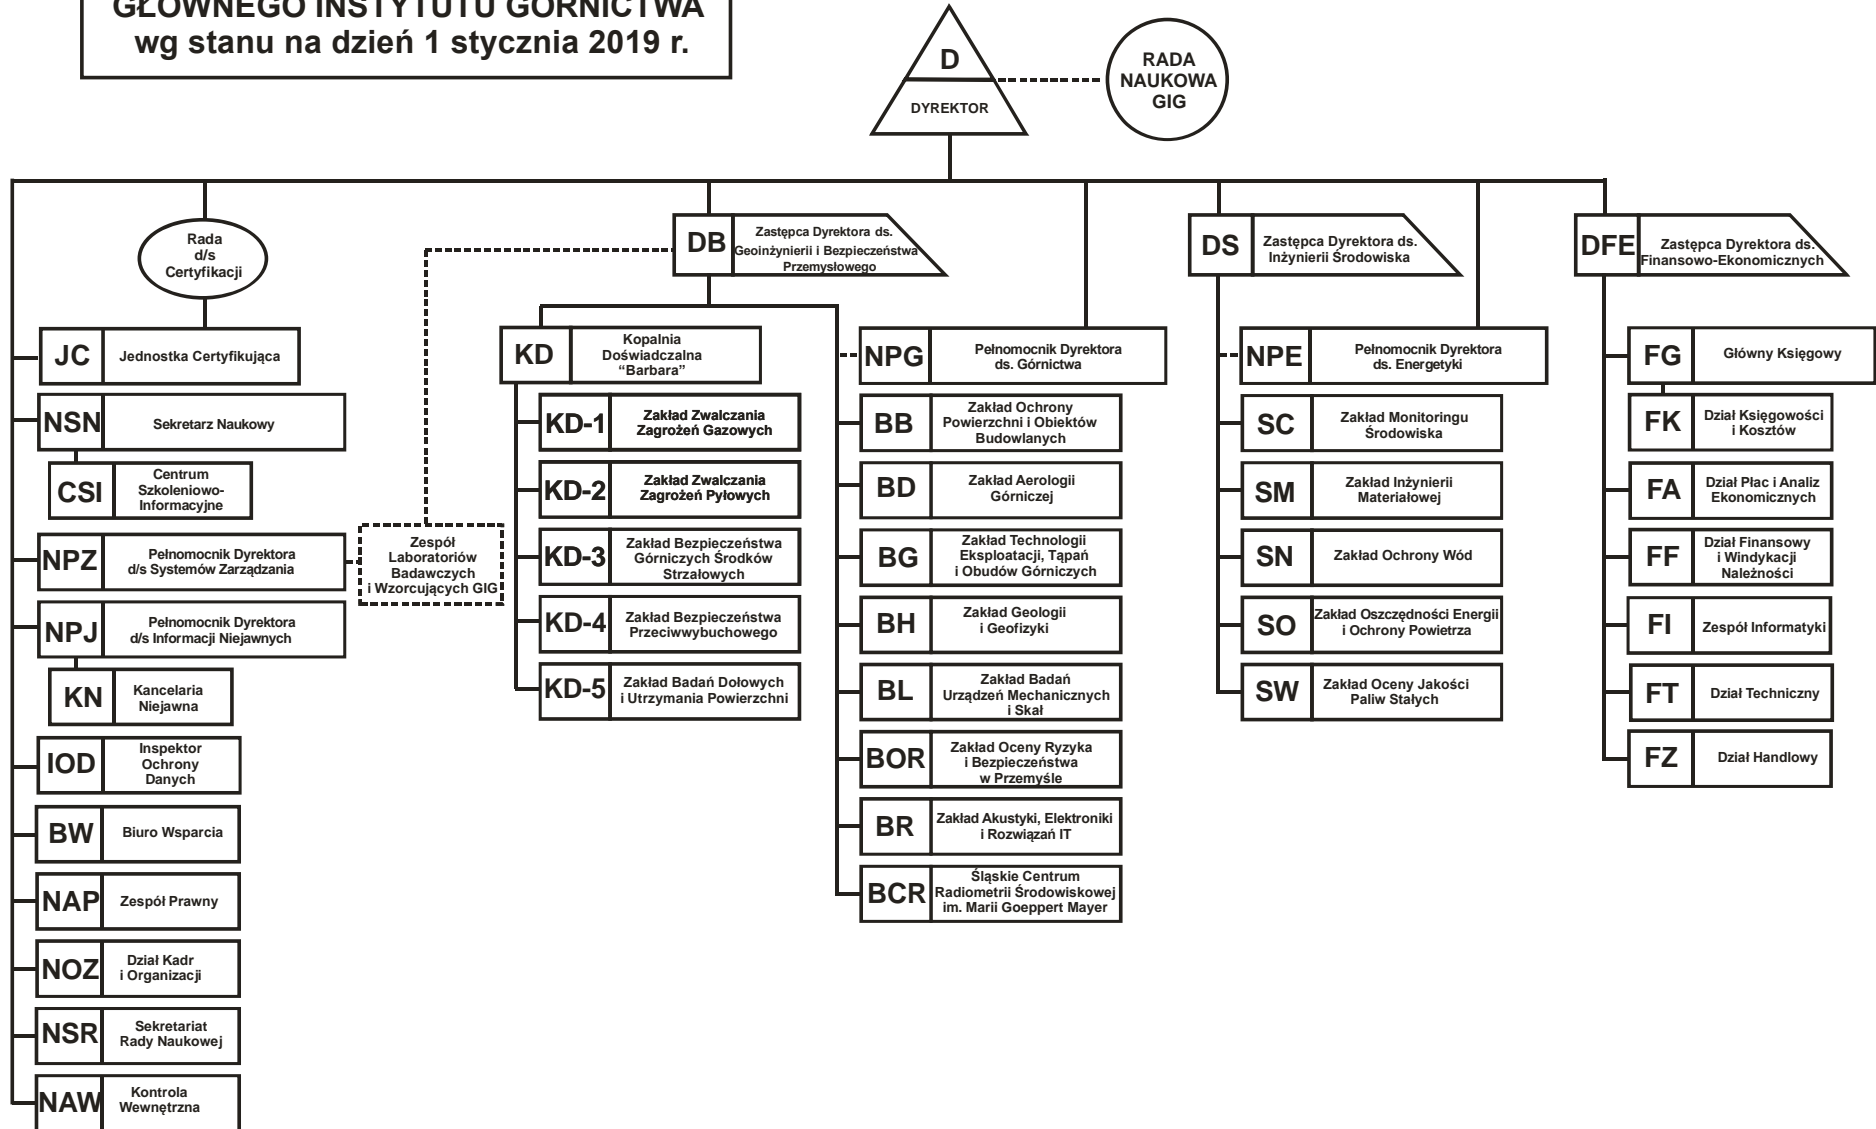 GŁÓWNEGO INSTYTUTU GÓRNICTWA
wg stanu na dzień 1 stycznia 2019 r.
D
DYREKTOR
RADA
NAUKOWA
GIG
Rada
d/s
Certyfikacji
JC
Jednostka Certyfikująca
NSN
Sekretarz Naukowy
CSI
Centrum
Szkoleniowo-
Informacyjne
NPZ
Pełnomocnik Dyrektora
d/s Systemów Zarządzania
NPJ
Pełnomocnik Dyrektora
d/s Informacji Niejawnych
KN
Kancelaria
Niejawna
IOD
Inspektor
Ochrony
Danych
BW
Biuro Wsparcia
NAP
Zespół Prawny
NOZ
Dział Kadr
i Organizacji
NSR
Sekretariat
Rady Naukowej
NAW
Kontrola
Wewnętrzna
Zespół
Laboratoriów
Badawczych
i Wzorcujących GIG
DB
Zastępca Dyrektora ds.
Geoinżynierii i Bezpieczeństwa
Przemysłowego
KD
Kopalnia
Doświadczalna
“Barbara”
KD-1
Zakład Zwalczania
Zagrożeń Gazowych
KD-2
Zakład Zwalczania
Zagrożeń Pyłowych
KD-3
Zakład Bezpieczeństwa
Górniczych Środków
Strzałowych
KD-4
Zakład Bezpieczeństwa
Przeciwwybuchowego
KD-5
Zakład Badań Dołowych
i Utrzymania Powierzchni
NPG
Pełnomocnik Dyrektora
ds. Górnictwa
BB
Zakład Ochrony
Powierzchni i Obiektów
Budowlanych
BD
Zakład Aerologii
Górniczej
BG
Zakład Technologii
Eksploatacji, Tąpań
i Obudów Górniczych
BH
Zakład Geologii
i Geofizyki
BL
Zakład Badań
Urządzeń Mechanicznych
i Skał
BOR
Zakład Oceny Ryzyka
i Bezpieczeństwa
w Przemyśle
BR
Zakład Akustyki, Elektroniki
i Rozwiązań IT
BCR
Śląskie Centrum
Radiometrii Środowiskowej
im. Marii Goeppert Mayer
DS
Zastępca Dyrektora ds.
Inżynierii Środowiska
NPE
Pełnomocnik Dyrektora
ds. Energetyki
SC
Zakład Monitoringu
Środowiska
SM
Zakład Inżynierii
Materiałowej
SN
Zakład Ochrony Wód
SO
Zakład Oszczędności Energii
i Ochrony Powietrza
SW
Zakład Oceny Jakości
Paliw Stałych
DFE
Zastępca Dyrektora ds.
Finansowo-Ekonomicznych
FG
Główny Księgowy
FK
Dział Księgowości
i Kosztów
FA
Dział Płac i Analiz
Ekonomicznych
FF
Dział Finansowy
i Windykacji
Należności
FI
Zespół Informatyki
FT
Dział Techniczny
FZ
Dział Handlowy